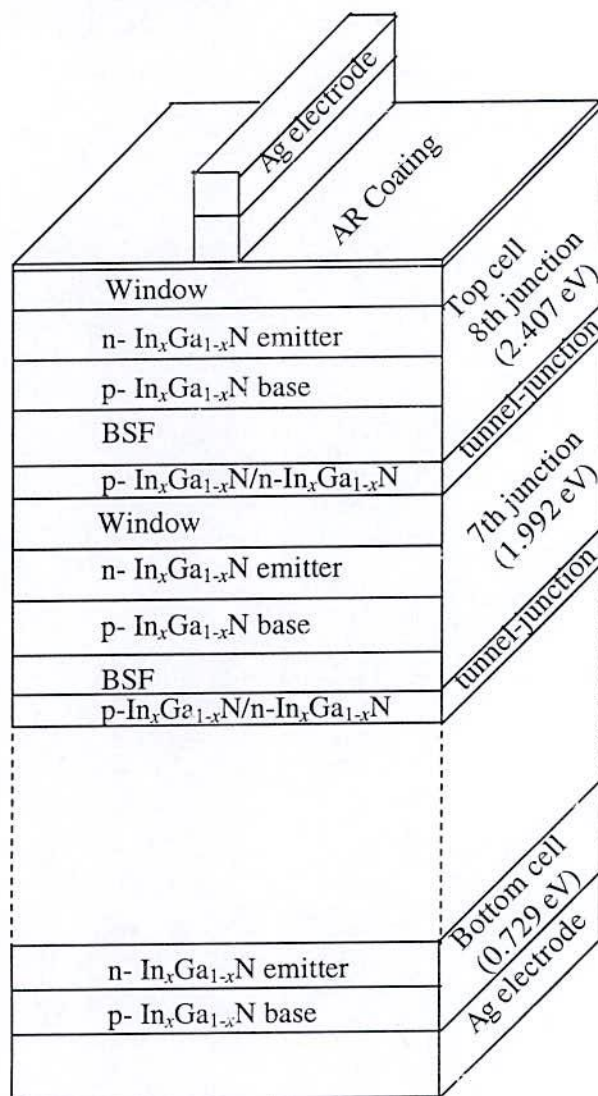 Ag electrode
AR Coating
Window
n- InₓGa₁₋ₓN emitter
p- InₓGa₁₋ₓN base
BSF
p- InₓGa₁₋ₓN/n-InₓGa₁₋ₓN
Top cell
8th junction
(2.407 eV)
tunnel-junction
Window
n- InₓGa₁₋ₓN emitter
p- InₓGa₁₋ₓN base
BSF
p-InₓGa₁₋ₓN/n-InₓGa₁₋ₓN
7th junction
(1.992 eV)
tunnel-junction
n- InₓGa₁₋ₓN emitter
p- InₓGa₁₋ₓN base
Bottom cell
(0.729 eV)
Ag electrode